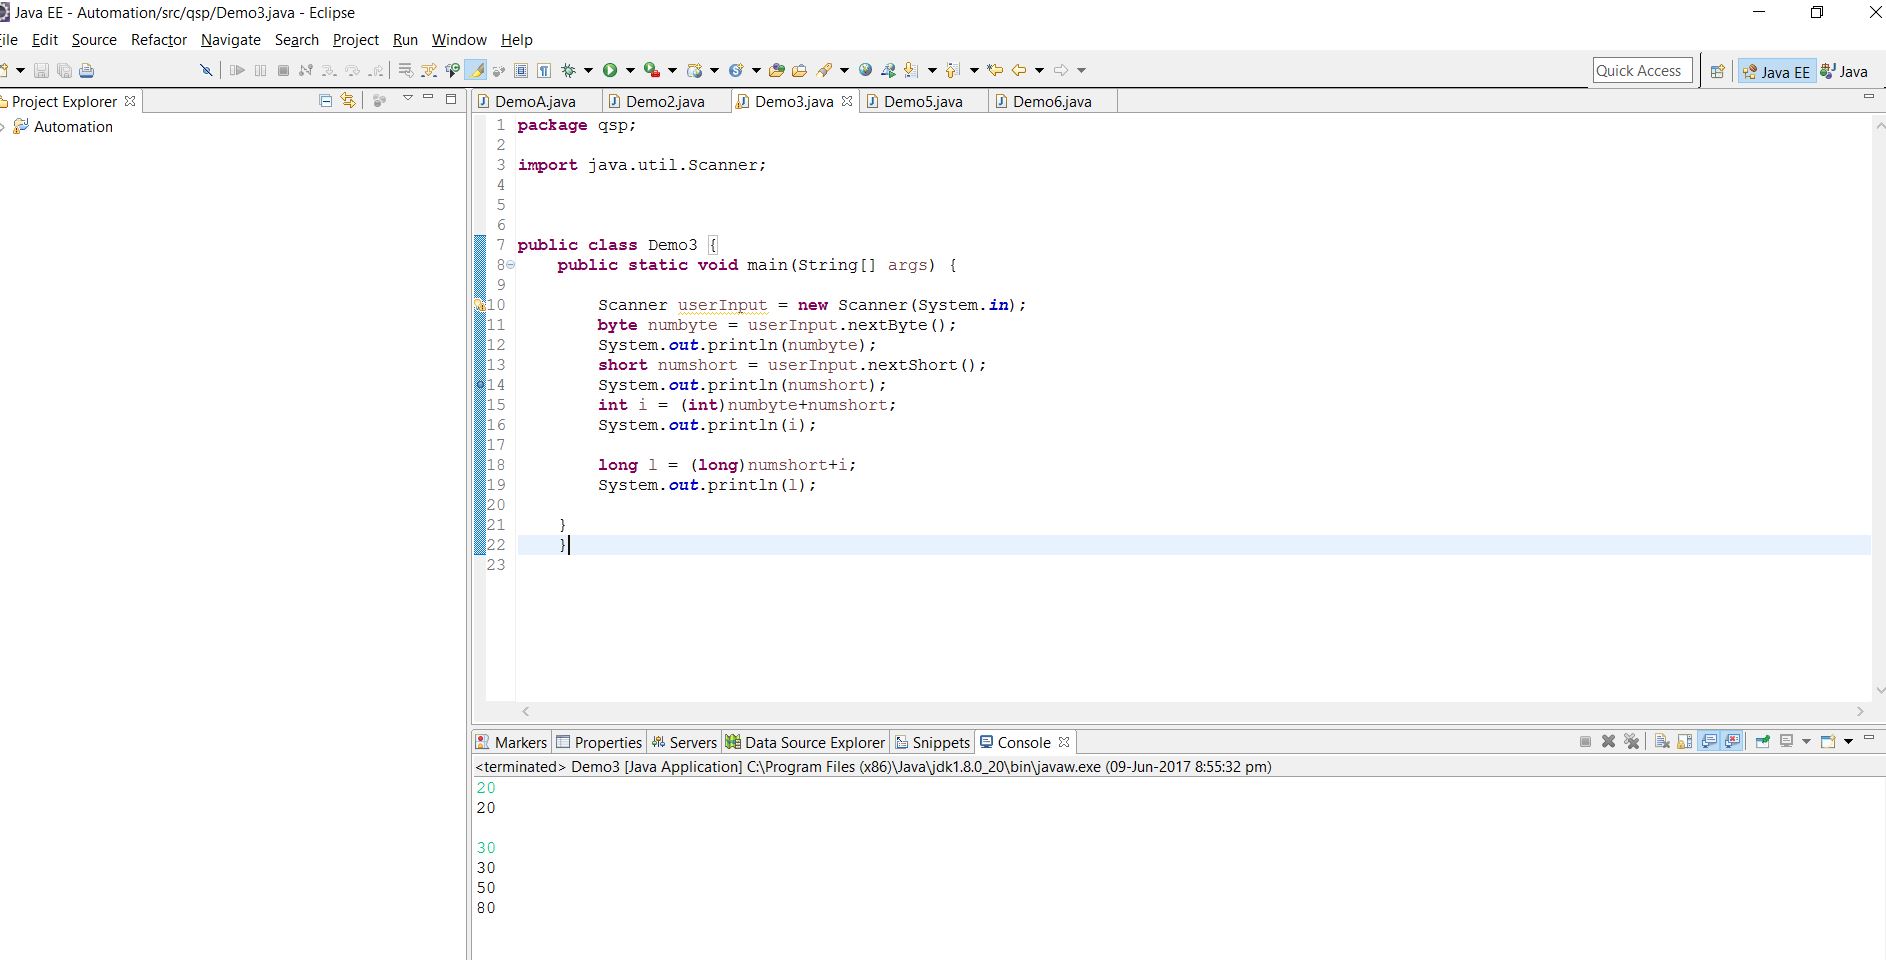 Java EE - Automation/src/qsp/Demo3.java - Eclipse
ile Edit Source Refactor Navigate Search Project Run Window Help
Quick Access Java EE Java
Project Explorer
Automation
DemoA.java Demo2.java Demo3.java Demo5.java Demo6.java
1 package qsp;
2
3 import java.util.Scanner;
4
5
6
7 public class Demo3 {
8 public static void main(String[] args) {
9
10 Scanner userInput = new Scanner(System.in);
11 byte numbyte = userInput.nextByte();
12 System.out.println(numbyte);
13 short numshort = userInput.nextShort();
14 System.out.println(numshort);
15 int i = (int)numbyte+numshort;
16 System.out.println(i);
17
18 long l = (long)numshort+i;
19 System.out.println(l);
20
21 }
22 }
23
Markers Properties Servers Data Source Explorer Snippets Console
<terminated> Demo3 [Java Application] C:\Program Files (x86)\Java\jdk1.8.0_20\bin\javaw.exe (09-Jun-2017 8:55:32 pm)
20
20
30
30
50
80